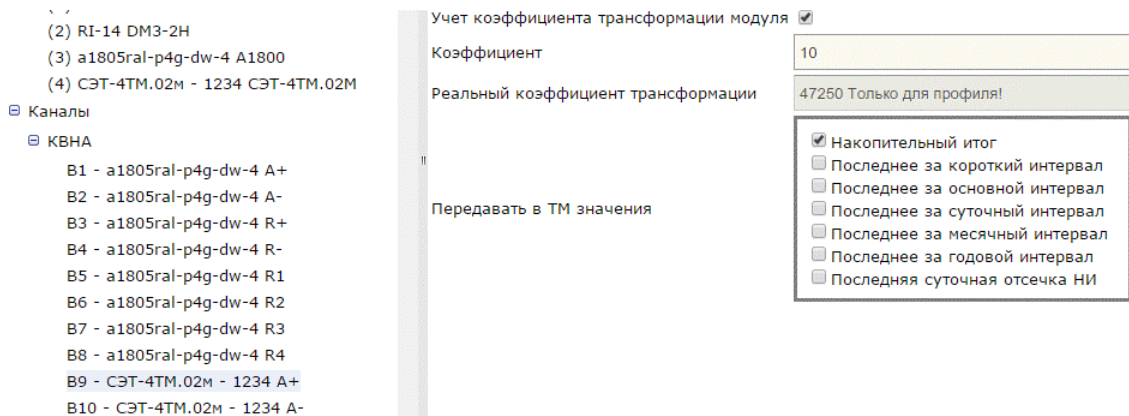 (2) RI-14 DM3-2H
(3) a1805ral-p4g-dw-4 A1800
(4) СЭТ-4ТМ.02м - 1234 СЭТ-4ТМ.02М
Каналы
КВНА
B1 - a1805ral-p4g-dw-4 A+
B2 - a1805ral-p4g-dw-4 A-
B3 - a1805ral-p4g-dw-4 R+
B4 - a1805ral-p4g-dw-4 R-
B5 - a1805ral-p4g-dw-4 R1
B6 - a1805ral-p4g-dw-4 R2
B7 - a1805ral-p4g-dw-4 R3
B8 - a1805ral-p4g-dw-4 R4
B9 - СЭТ-4ТМ.02м - 1234 A+
B10 - СЭТ-4ТМ.02м - 1234 A-
Учет коэффициента трансформации модуля
Коэффициент
10
Реальный коэффициент трансформации
47250 Только для профиля!
Передавать в ТМ значения
Накопительный итог
Последнее за короткий интервал
Последнее за основной интервал
Последнее за суточный интервал
Последнее за месячный интервал
Последнее за годовой интервал
Последняя суточная отсечка НИ